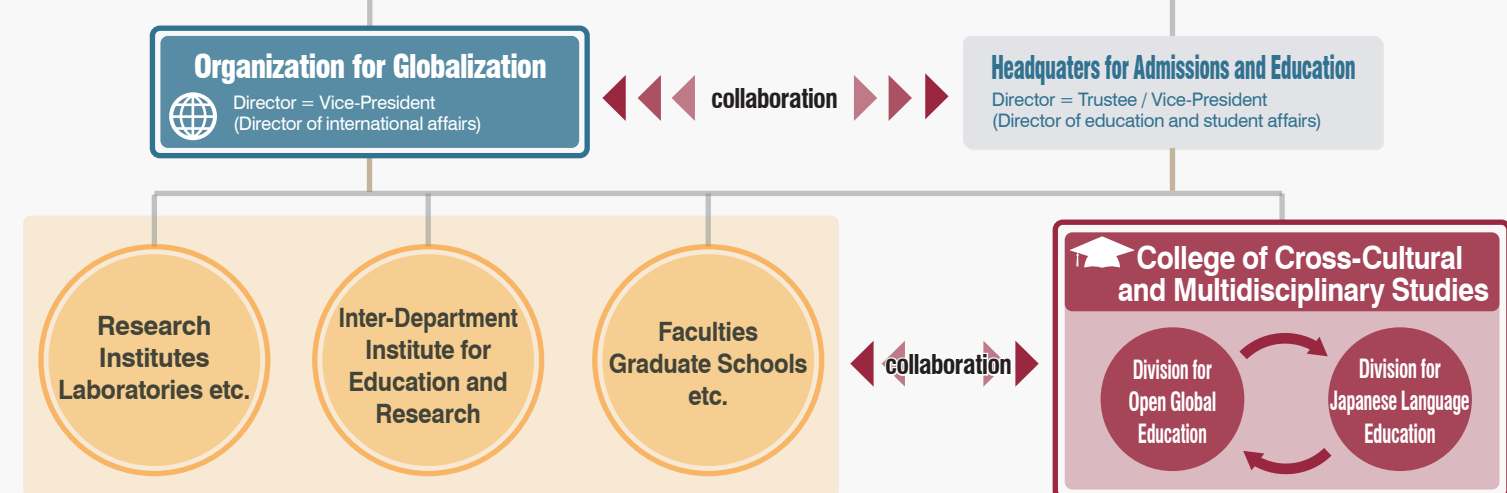 Organization for Globalization
Director = Vice-President
(Director of international affairs)
collaboration
Headquaters for Admissions and Education
Director = Trustee / Vice-President
(Director of education and student affairs)
Research
Institutes
Laboratories etc.
Inter-Department
Institute for
Education and
Research
Faculties
Graduate Schools
etc.
collaboration
College of Cross-Cultural
and Multidisciplinary Studies
Division for
Open Global
Education
Division for
Japanese Language
Education